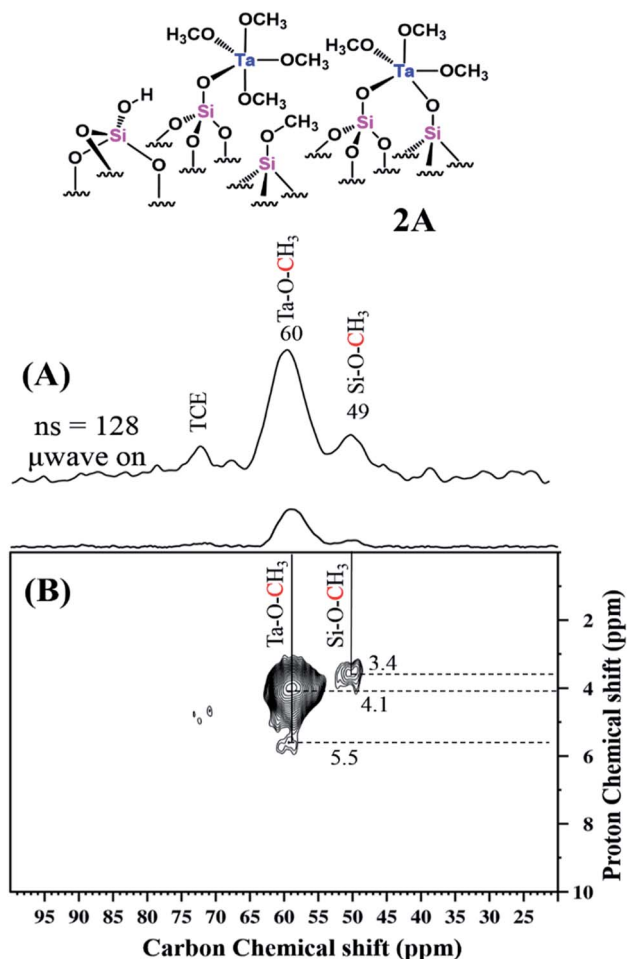 OCH₃
H₃CO
Ta
OCH₃
O
OCH₃
Si
O
O
O
O
H
O
Si
O
O
O
CH₃
Si
OCH₃
H₃CO
Ta
OCH₃
O
O
Si
O
O
O
Si
2A
Ta-O-CH₃
60
Si-O-CH₃
49
(A)
TCE
ns = 128
µwave on
(B)
Ta-O-CH₃
Si-O-CH₃
3.4
4.1
5.5
2
4
6
8
10
Proton Chemical shift (ppm)
95 90 85 80 75 70 65 60 55 50 45 40 35 30 25
Carbon Chemical shift (ppm)